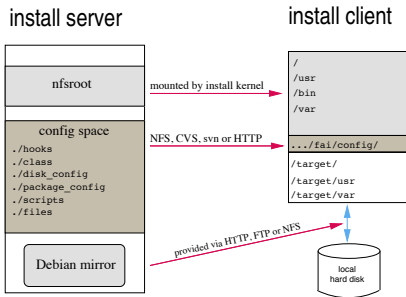 install server
install client
nfsroot
mounted by install kernel
/
/usr
/bin
/var
config space
./hooks
./class
./disk_config
./package_config
./scripts
./files
NFS, CVS, svn or HTTP
.../fai/config/
/target/
/target/usr
/target/var
provided via HTTP, FTP or NFS
Debian mirror
local
hard disk